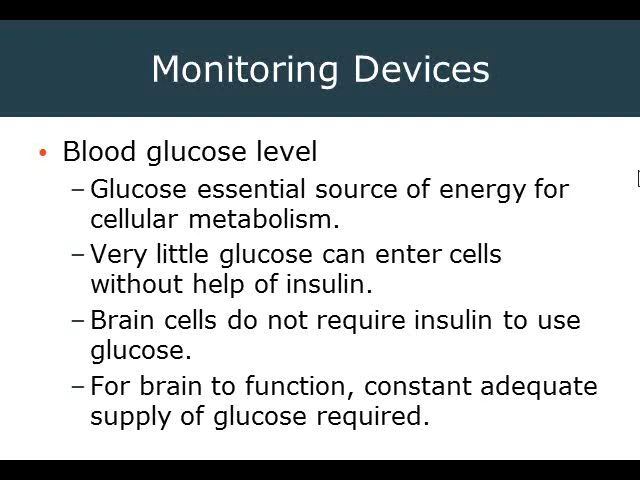 Monitoring Devices
• Blood glucose level
– Glucose essential source of energy for
cellular metabolism.
– Very little glucose can enter cells
without help of insulin.
– Brain cells do not require insulin to use
glucose.
– For brain to function, constant adequate
supply of glucose required.